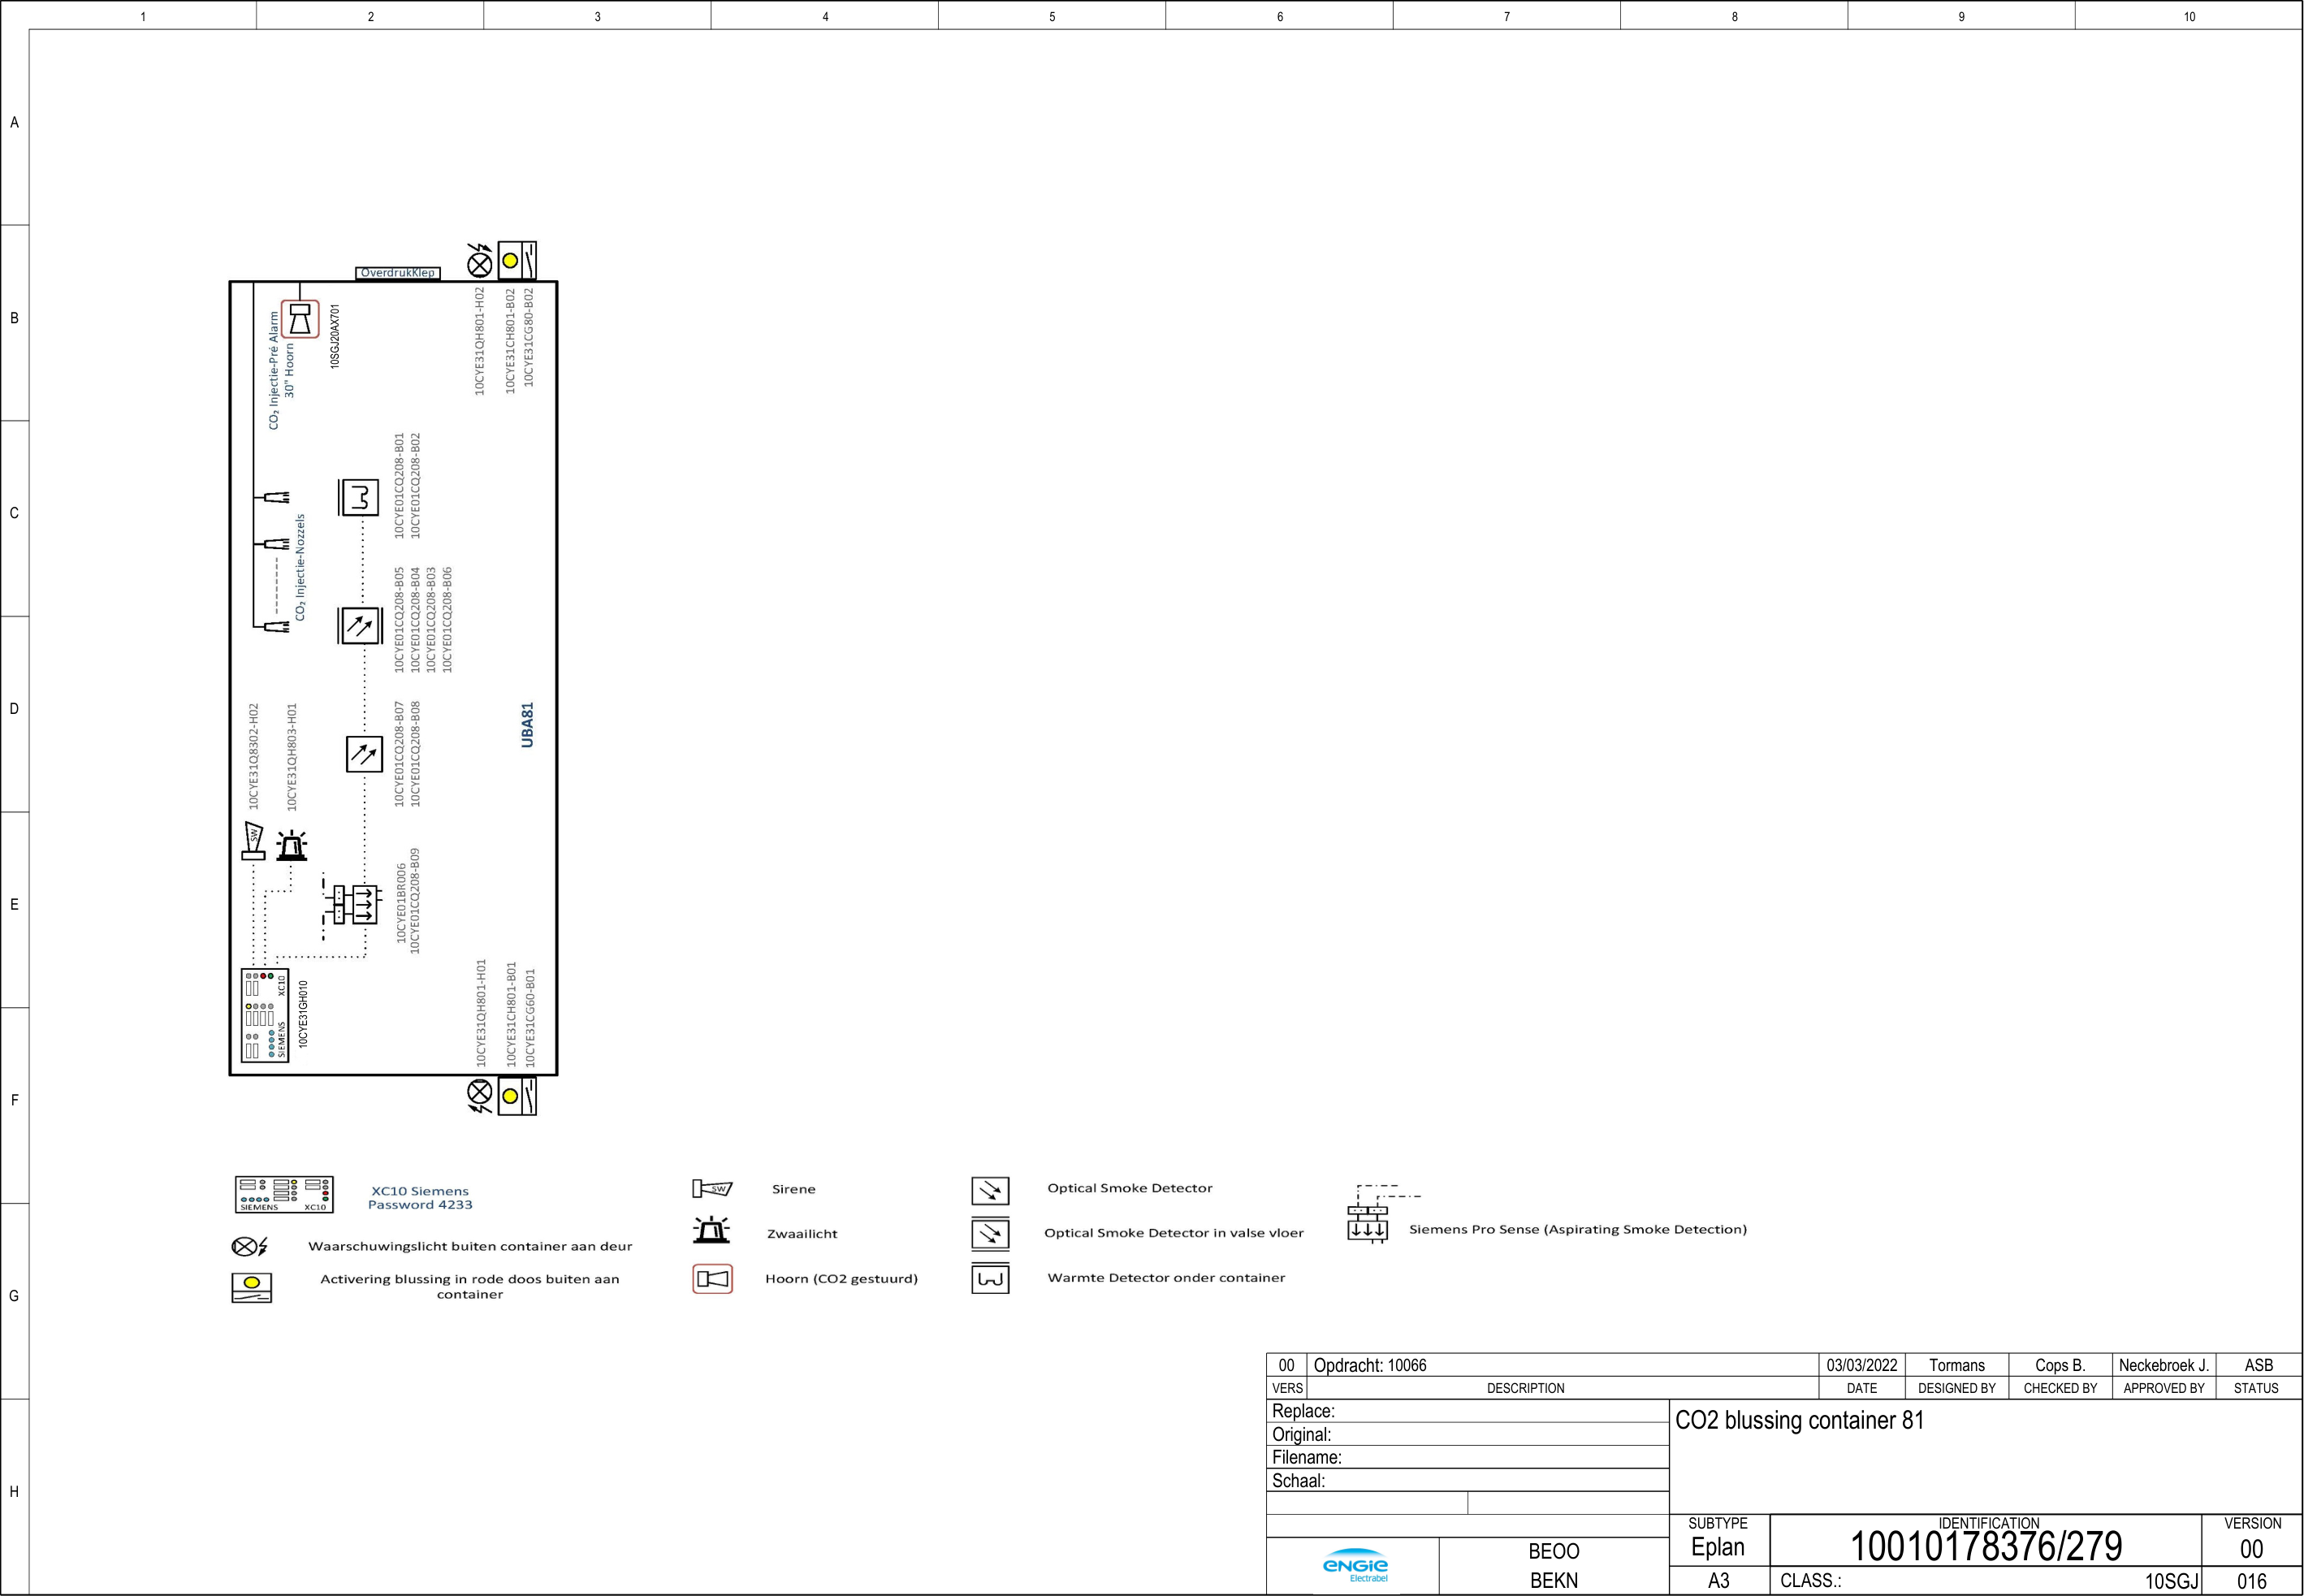 1 2 3 4 5 6 7 8 9 10
A
B
C
D
E
F
G
H
OverdrukKlep
CO₂ Injectie-Pré Alarm
30" Hoorn
10SGJ20AX701
10CYE31QH801-H02
10CYE31CH801-B02
10CYE31CG80-B02
CO₂ Injectie-Nozzels
10CYE01CQ208-B01
10CYE01CQ208-B02
10CYE01CQ208-B05
10CYE01CQ208-B04
10CYE01CQ208-B03
10CYE01CQ208-B06
10CYE31Q8302-H02
10CYE31QH803-H01
10CYE01CQ208-B07
10CYE01CQ208-B08
UBA81
SW
10CYE01BR006
10CYE01CQ208-B09
SIEMENS XC10
10CYE31GH010
10CYE31QH801-H01
10CYE31CH801-B01
10CYE31CG60-B01
SIEMENS XC10
XC10 Siemens
Password 4233
Waarschuwingslicht buiten container aan deur
Activering blussing in rode doos buiten aan
container
SW
Sirene
Zwaailicht
Hoorn (CO2 gestuurd)
Optical Smoke Detector
Optical Smoke Detector in valse vloer
Warmte Detector onder container
Siemens Pro Sense (Aspirating Smoke Detection)
00 Opdracht: 10066 03/03/2022 Tormans Cops B. Neckebroek J. ASB
VERS DESCRIPTION DATE DESIGNED BY CHECKED BY APPROVED BY STATUS
Replace:
Original:
Filename:
Schaal:
CO2 blussing container 81
SUBTYPE IDENTIFICATION VERSION
Eplan 10010178376/279 00
ENGIE
Electrabel
BEOO
BEKN
A3 CLASS.: 10SGJ 016